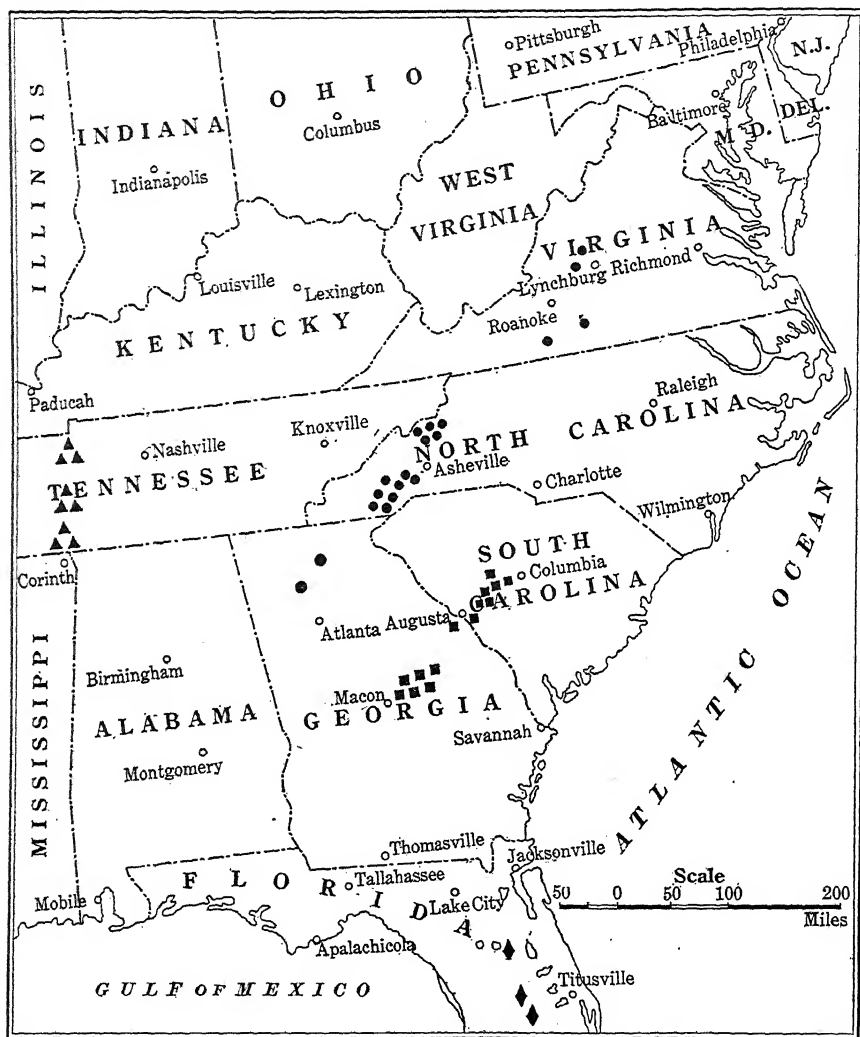 Pittsburgh
PENNSYLVANIA
Philadelphia
N.J.
ILLINOIS
OHIO
INDIANA
Columbus
Baltimore
MD.
DEL.
Indianapolis
WEST
VIRGINIA
VIRGINIA
Louisville
Lexington
Lynchburg
Richmond
KENTUCKY
Roanoke
Paducah
Raleigh
Knoxville
Nashville
NORTH CAROLINA
TENNESSEE
Asheville
Charlotte
Wilmington
Corinth
SOUTH
CAROLINA
Columbia
Atlanta
Augusta
ATLANTIC OCEAN
Birmingham
Macon
MISSISSIPPI
ALABAMA
GEORGIA
Savannah
Montgomery
Thomasville
Jacksonville
FLORIDA
Tallahassee
Mobile
Lake City
Scale
50 0 50 100 200
Miles
Apalachicola
Titusville
GULF OF MEXICO